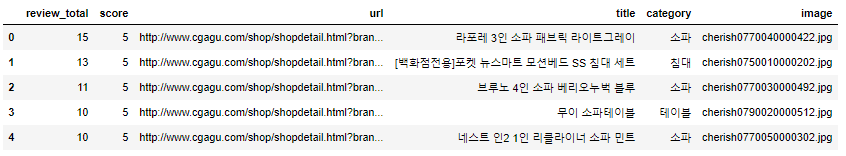 review_total score url title category image
0 15 5 http://www.cgagu.com/shop/shopdetail.html?bran... 라포레 3인 소파 패브릭 라이트그레이 소파 cherish0770040000422.jpg
1 13 5 http://www.cgagu.com/shop/shopdetail.html?bran... [백화점전용]포켓 뉴스마트 모션베드 SS 침대 세트 침대 cherish0750010000202.jpg
2 11 5 http://www.cgagu.com/shop/shopdetail.html?bran... 브루노 4인 소파 베리오누벅 블루 소파 cherish0770030000492.jpg
3 10 5 http://www.cgagu.com/shop/shopdetail.html?bran... 무이 소파테이블 테이블 cherish0790020000512.jpg
4 10 5 http://www.cgagu.com/shop/shopdetail.html?bran... 네스트 인2 1인 리클라이너 소파 민트 소파 cherish0770050000302.jpg